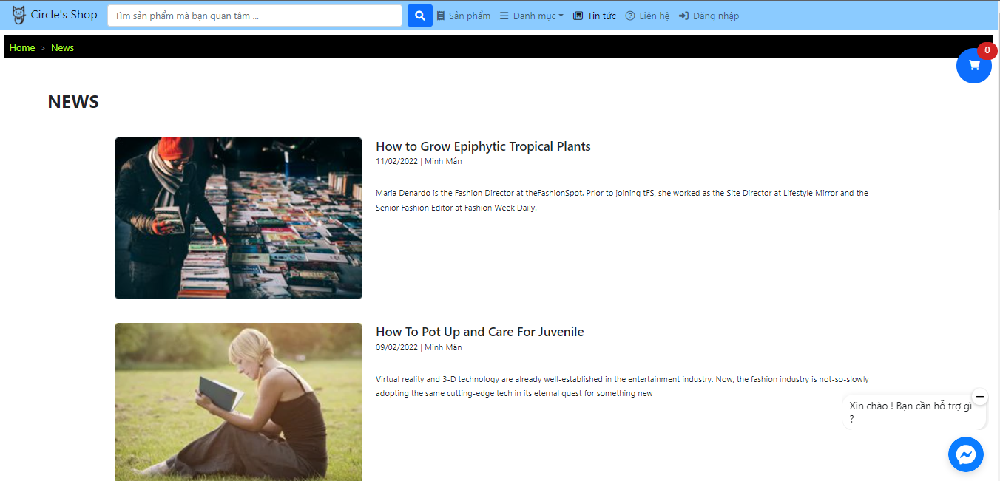 Circle's Shop
Tìm sản phẩm mà bạn quan tâm ...
Sản phẩm
Danh mục
Tin tức
Liên hệ
Đăng nhập
Home > News
0
NEWS
How to Grow Epiphytic Tropical Plants
11/02/2022 | Minh Mẫn
Maria Denardo is the Fashion Director at theFashionSpot. Prior to joining tFS, she worked as the Site Director at Lifestyle Mirror and the
Senior Fashion Editor at Fashion Week Daily.
How To Pot Up and Care For Juvenile
09/02/2022 | Minh Mẫn
Virtual reality and 3-D technology are already well-established in the entertainment industry. Now, the fashion industry is not-so-slowly
adopting the same cutting-edge tech in its eternal quest for something new
Xin chào ! Bạn cần hỗ trợ gì
?